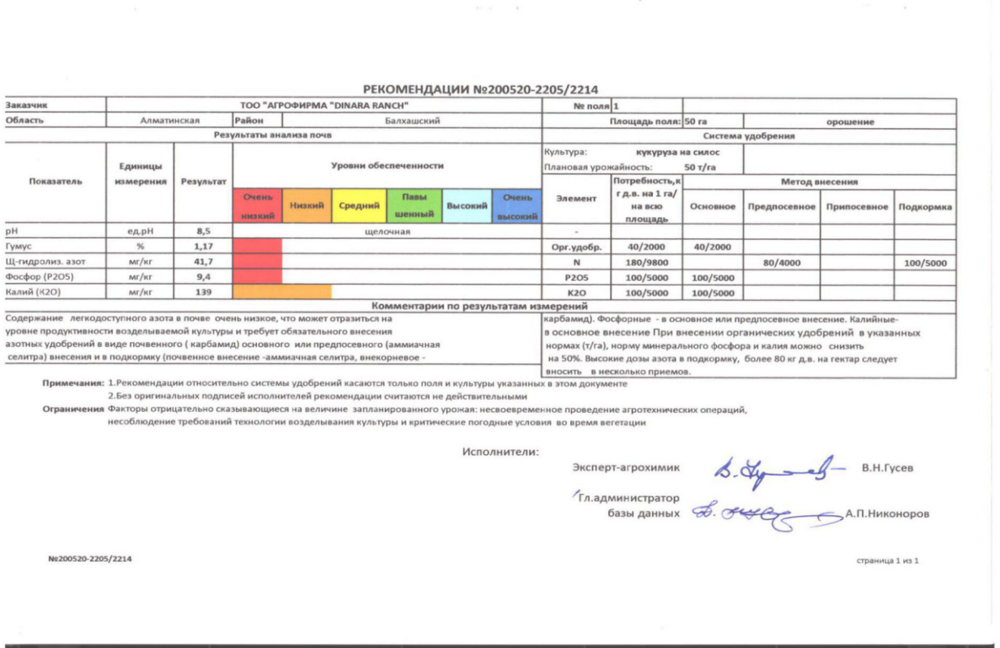 РЕКОМЕНДАЦИИ №200520-2205/2214
Заказчик ТОО "АГРОФИРМА "DINARA RANCH" № поля 1
Область Алматинская Район Балхашский Площадь поля: 50 га орошение
Результаты анализа почв Система удобрения
Показатель Единицы измерения Результат Уровни обеспеченности
Очень низкий Низкий Средний Павы шенный Высокий Очень высокий
Культура: кукуруза на силос
Плановая урожайность: 50 т/га
Элемент Потребность,к г д.в. на 1 га/ на всю площадь Метод внесения
Основное Предпосевное Припосевное Подкормка
pH ед.pH 8,5 щелочная -
Гумус % 1,17 Орг.удобр. 40/2000 40/2000
Щ-гидролиз. азот мг/кг 41,7 N 180/9800 80/4000 100/5000
Фосфор (P2O5) мг/кг 9,4 P2O5 100/5000 100/5000
Калий (K2O) мг/кг 139 K2O 100/5000 100/5000
Комментарии по результатам измерений
Содержание легкодоступного азота в почве очень низкое, что может отразиться на
уровне продуктивности возделываемой культуры и требует обязательного внесения
азотных удобрений в виде почвенного ( карбамид) основного или предпосевного (аммиачная
селитра) внесения и в подкормку (почвенное внесение -аммиачная селитра, внекорневое -
карбамид). Фосфорные - в основное или предпосевное внесение. Калийные-
в основное внесение При внесении органических удобрений в указанных
нормах (т/га), норму минерального фосфора и калия можно снизить
на 50%. Высокие дозы азота в подкормку, более 80 кг д.в. на гектар следует
вносить в несколько приемов.
Примечания: 1.Рекомендации относительно системы удобрений касаются только поля и культуры указанных в этом документе
2.Без оригинальных подписей исполнителей рекомендации считаются не действительными
Ограничения Факторы отрицательно сказывающиеся на величине запланированного урожая: несвоевременное проведение агротехнических операций,
несоблюдение требований технологии возделывания культуры и критические погодные условия во время вегетации
Исполнители:
Эксперт-агрохимик В.Н.Гусев
Гл.администратор
базы данных А.П.Никоноров
№200520-2205/2214 страница 1 из 1